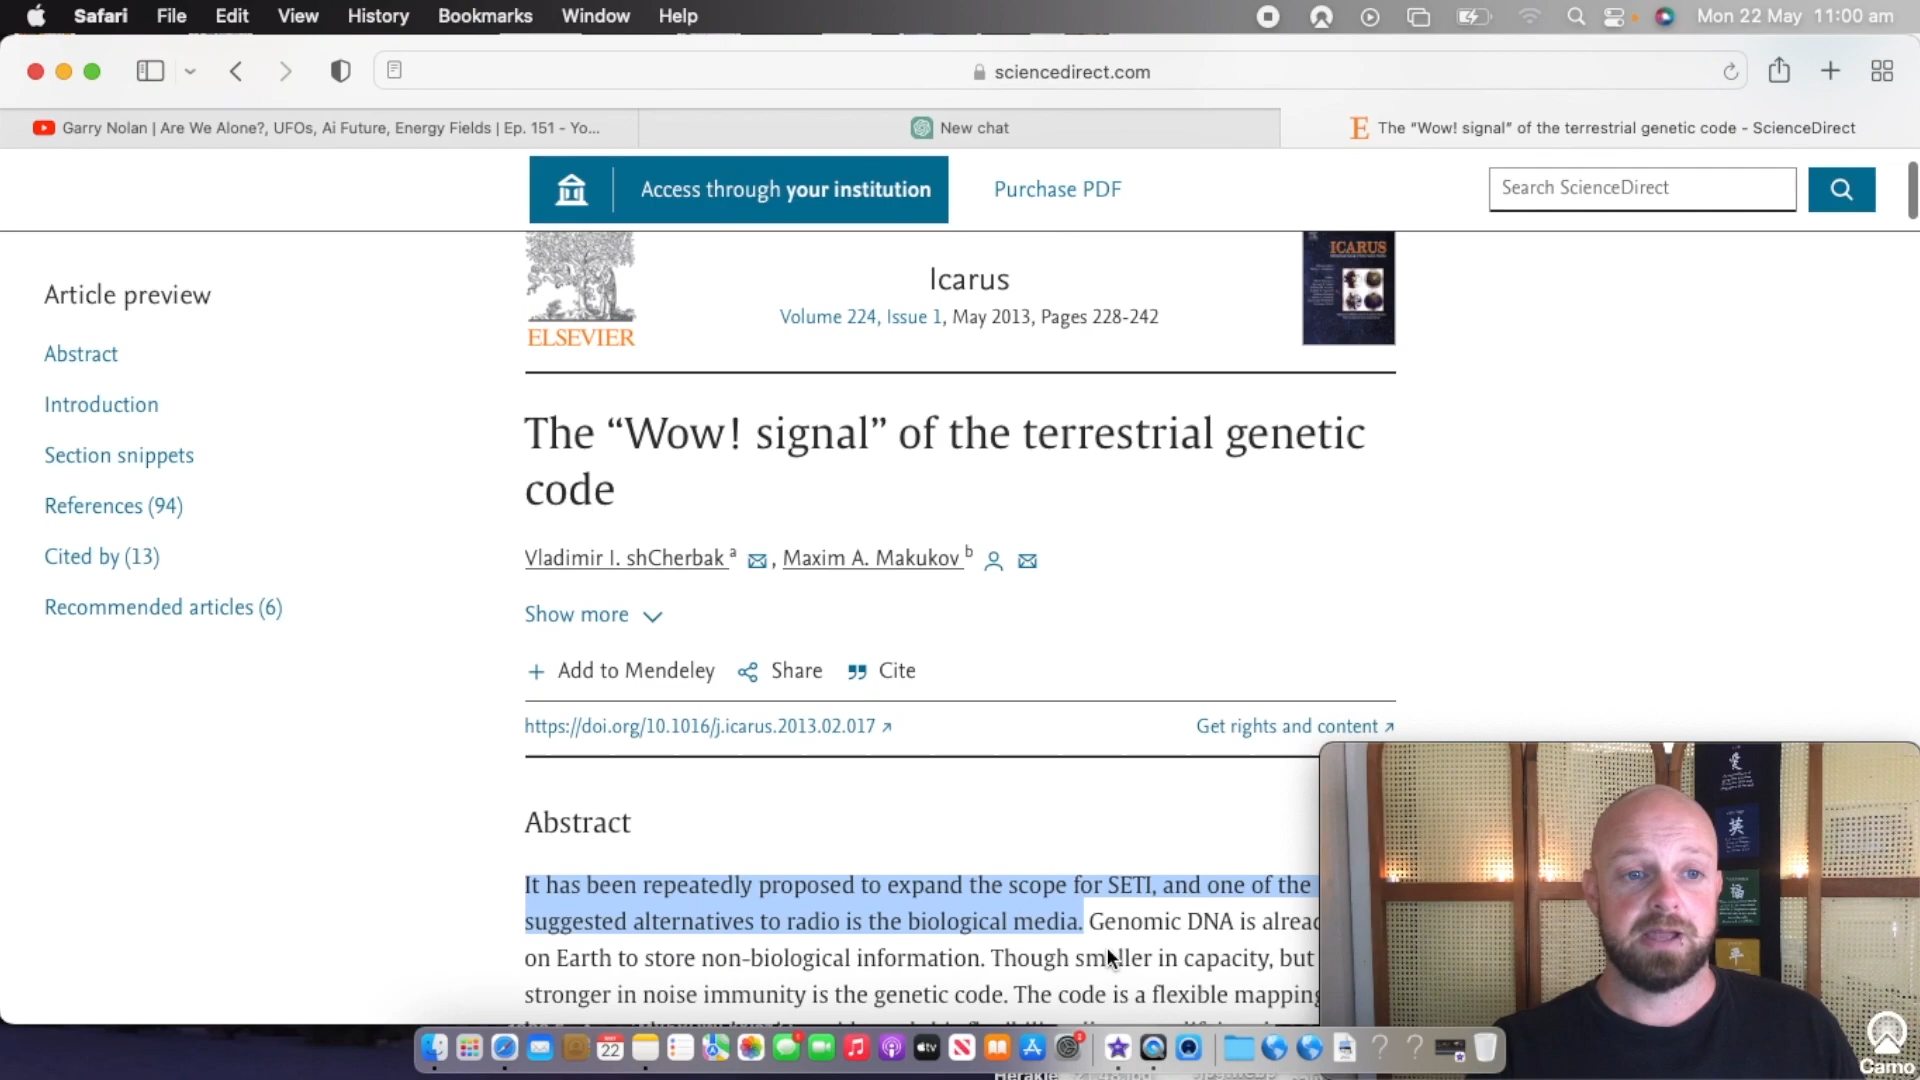 Safari File Edit View History Bookmarks Window Help Mon 22 May 11:00 am
sciencedirect.com
Garry Nolan | Are We Alone?, UFOs, Ai Future, Energy Fields | Ep. 151 - Yo...
New chat
The “Wow! signal” of the terrestrial genetic code - ScienceDirect
Access through your institution
Purchase PDF
Search ScienceDirect
Article preview
Abstract
Introduction
Section snippets
References (94)
Cited by (13)
Recommended articles (6)
ELSEVIER
Icarus
Volume 224, Issue 1, May 2013, Pages 228-242
ICARUS
The “Wow! signal” of the terrestrial genetic
code
Vladimir I. shCherbak a , Maxim A. Makukov b
Show more
Add to Mendeley Share Cite
https://doi.org/10.1016/j.icarus.2013.02.017
Get rights and content
Abstract
It has been repeatedly proposed to expand the scope for SETI, and one of the
suggested alternatives to radio is the biological media. Genomic DNA is alrea
on Earth to store non-biological information. Though smaller in capacity, but
stronger in noise immunity is the genetic code. The code is a flexible mapping
愛
英
福
平
22
tv
Camo